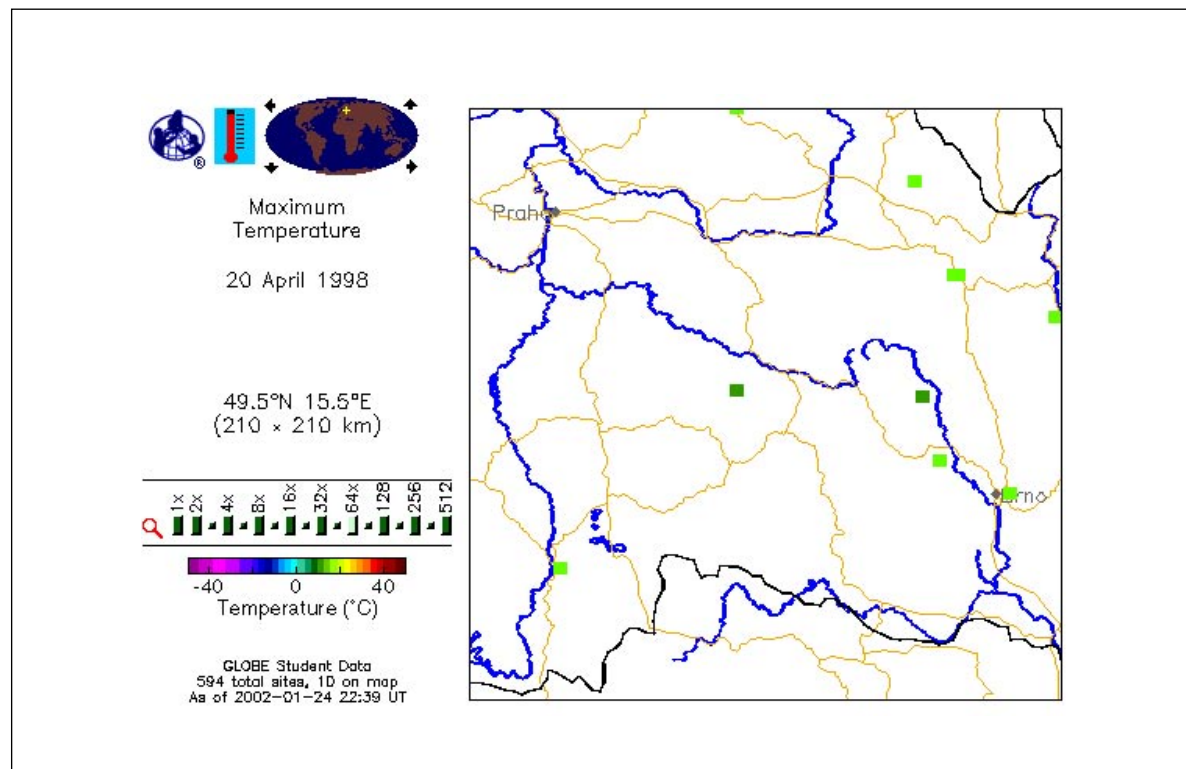 ®
Maximum
Temperature
20 April 1998
49.5°N 15.5°E
(210 × 210 km)
1x 2x 4x 8x 16x 32x 64x 128 256 512
-40 0 40
Temperature (°C)
GLOBE Student Data
594 total sites, 10 on map
As of 2002-01-24 22:39 UT
Praha
Brno